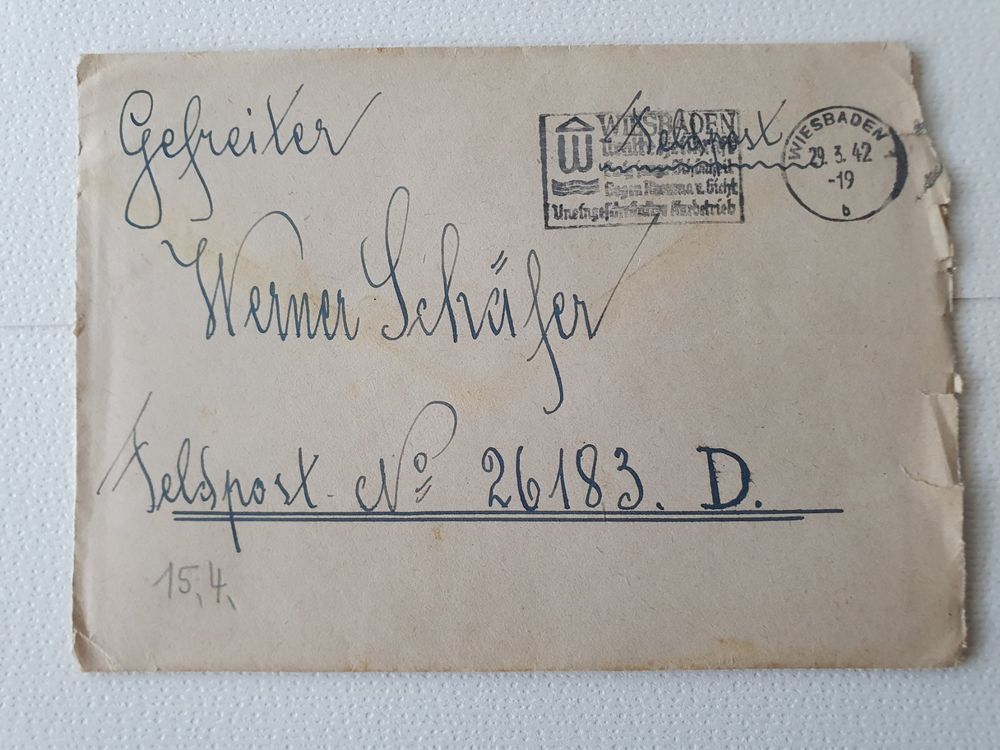 Gefreiter
Feldpost
WIESBADEN
gegen Rheuma u. Gicht
Uneingeschränkter Kurbetrieb
WIESBADEN
29.3.42
-19
b
Werner Schäfer
Feldpost No 26183. D.
15.4.